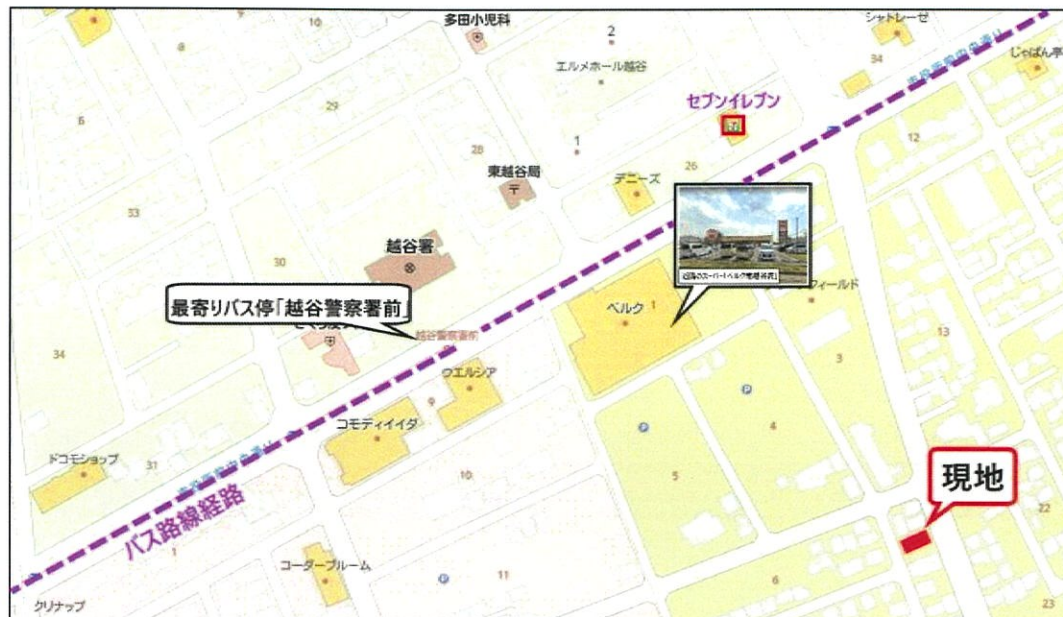 多田小児科
シャトレーゼ
10
2
8
エルメホール越谷
34
じゃぱん亭
セブンイレブン
6
29
1
12
28
東越谷局
26
デニーズ
33
越谷署
30
最寄りバス停「越谷警察署前」
越谷警察署前
ベルク
1
フィールド
34
13
3
ウエルシア
P
コモディイイダ
P
4
ドコモショップ
31
10
5
現地
22
バス路線経路
1
コーダーブルーム
P
11
6
クリナップ
23